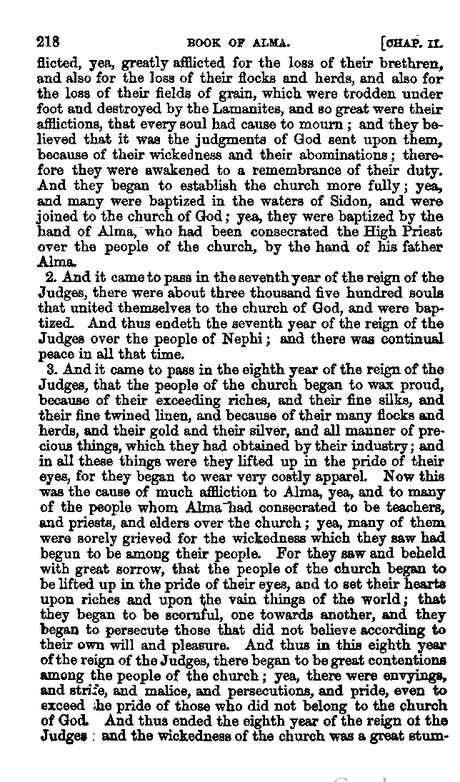 218 BOOK OF ALMA. [CHAP. II.
flicted, yea, greatly afflicted for the loss of their brethren,
and also for the loss of their flocks and herds, and also for
the loss of their fields of grain, which were trodden under
foot and destroyed by the Lamanites, and so great were their
afflictions, that every soul had cause to mourn; and they be-
lieved that it was the judgments of God sent upon them,
because of their wickedness and their abominations; there-
fore they were awakened to a remembrance of their duty.
And they began to establish the church more fully; yea,
and many were baptized in the waters of Sidon, and were
joined to the church of God; yea, they were baptized by the
hand of Alma, who had been consecrated the High Priest
over the people of the church, by the hand of his father
Alma.
2. And it came to pass in the seventh year of the reign of the
Judges, there were about three thousand five hundred souls
that united themselves to the church of God, and were bap-
tized. And thus endeth the seventh year of the reign of the
Judges over the people of Nephi; and there was continual
peace in all that time.
3. And it came to pass in the eighth year of the reign of the
Judges, that the people of the church began to wax proud,
because of their exceeding riches, and their fine silks, and
their fine twined linen, and because of their many flocks and
herds, and their gold and their silver, and all manner of pre-
cious things, which they had obtained by their industry; and
in all these things were they lifted up in the pride of their
eyes, for they began to wear very costly apparel. Now this
was the cause of much affliction to Alma, yea, and to many
of the people whom Alma had consecrated to be teachers,
and priests, and elders over the church; yea, many of them
were sorely grieved for the wickedness which they saw had
begun to be among their people. For they saw and beheld
with great sorrow, that the people of the church began to
be lifted up in the pride of their eyes, and to set their hearts
upon riches and upon the vain things of the world; that
they began to be scornful, one towards another, and they
began to persecute those that did not believe according to
their own will and pleasure. And thus in this eighth year
of the reign of the Judges, there began to be great contentions
among the people of the church; yea, there were envyings,
and strife, and malice, and persecutions, and pride, even to
exceed the pride of those who did not belong to the church
of God. And thus ended the eighth year of the reign of the
Judges: and the wickedness of the church was a great stum-